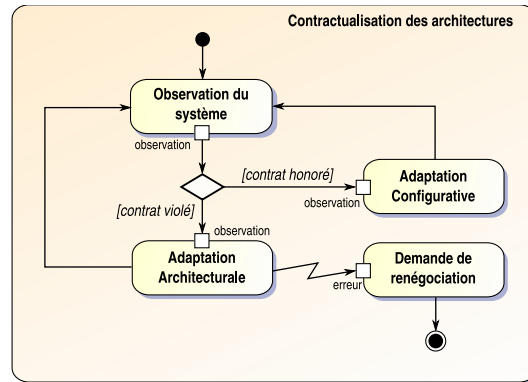 Contractualisation des architectures
Observation du
système
observation
[contrat honoré]
Adaptation
Configurative
observation
[contrat violé]
observation
Adaptation
Architecturale
Demande de
renégociation
erreur